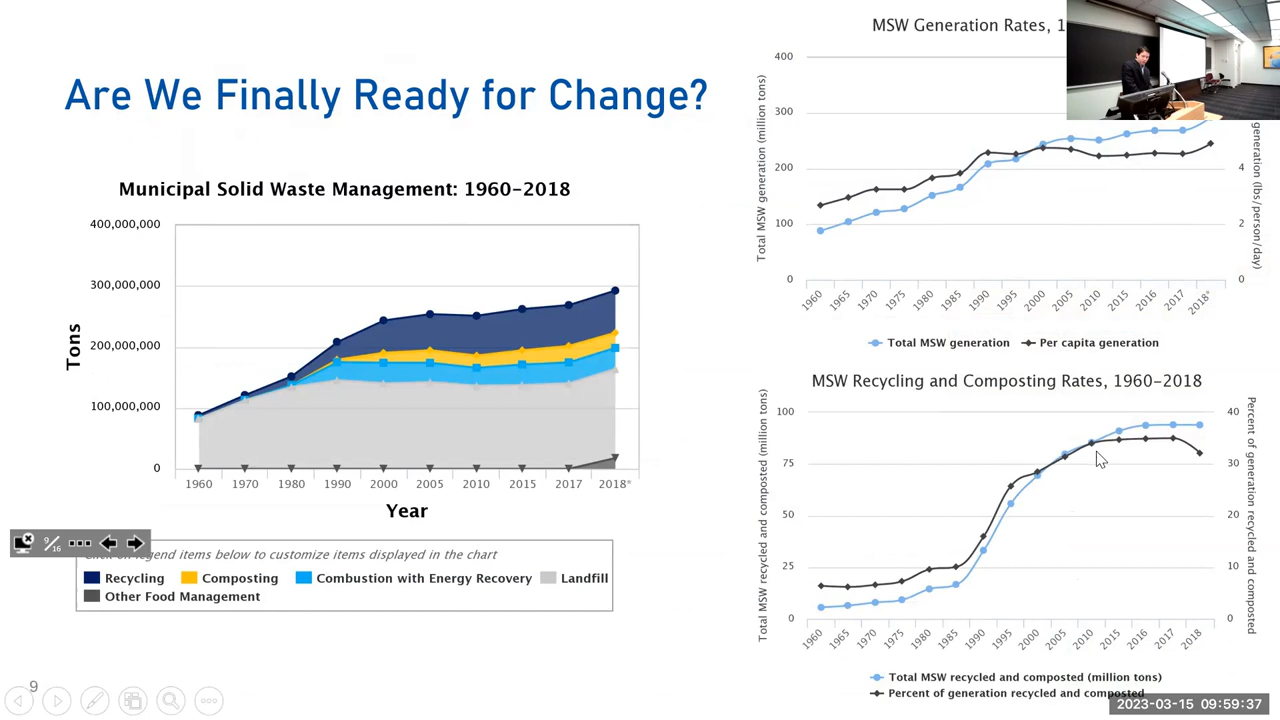 Are We Finally Ready for Change?
Municipal Solid Waste Management: 1960–2018
400,000,000
300,000,000
200,000,000
100,000,000
0
Tons
1960 1970 1980 1990 2000 2005 2010 2015 2017 2018*
Year
9/16
legend items below to customize items displayed in the chart
Recycling Composting Combustion with Energy Recovery Landfill
Other Food Management
9
MSW Generation Rates, 1
Total MSW generation (million tons)
400
300
200
100
0
generation (lbs/person/day)
4
2
0
1960 1965 1970 1975 1980 1985 1990 1995 2000 2005 2010 2015 2016 2017 2018*
Total MSW generation Per capita generation
MSW Recycling and Composting Rates, 1960–2018
Total MSW recycled and composted (million tons)
100
75
50
25
0
Percent of generation recycled and composted
40
30
20
10
0
1960 1965 1970 1975 1980 1985 1990 1995 2000 2005 2010 2015 2016 2017 2018
Total MSW recycled and composted (million tons)
Percent of generation recycled and composted
2023-03-15 09:59:37